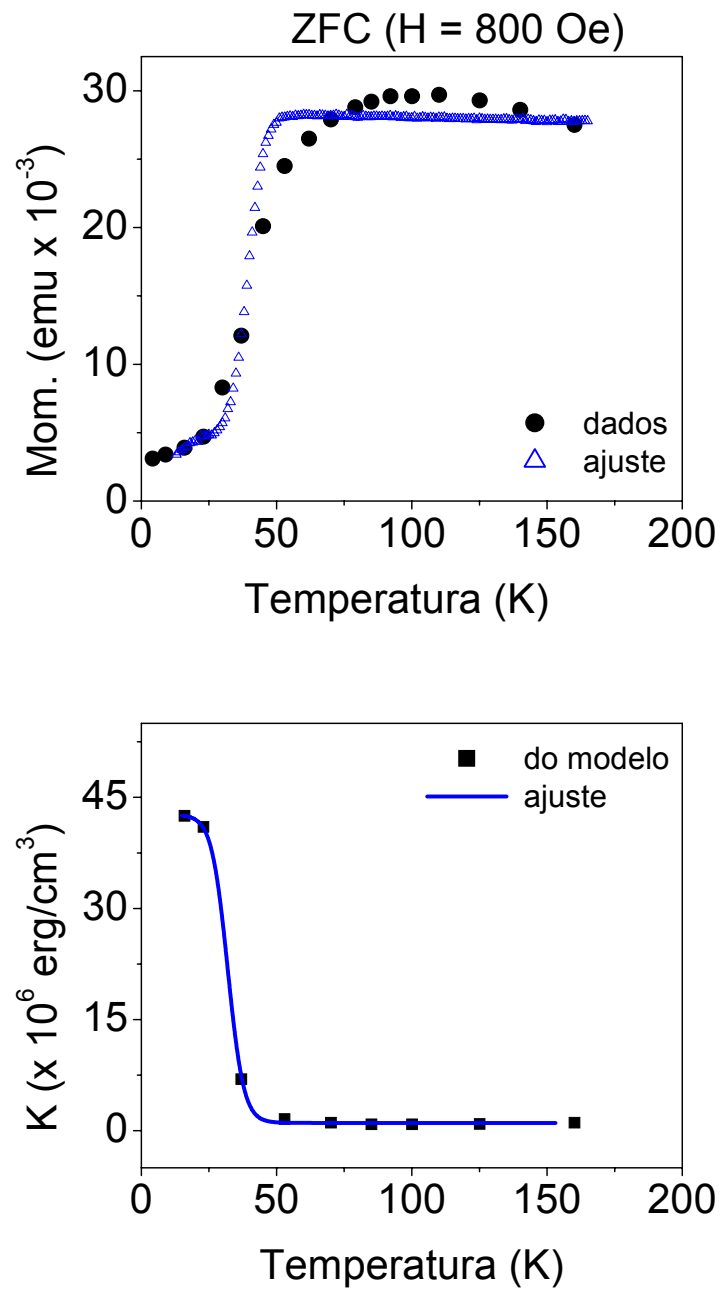 ZFC (H = 800 Oe)
30
20
10
0
Mom. (emu x 10⁻³)
dados
ajuste
0 50 100 150 200
Temperatura (K)
do modelo
ajuste
45
30
15
0
K (x 10⁶ erg/cm³)
0 50 100 150 200
Temperatura (K)